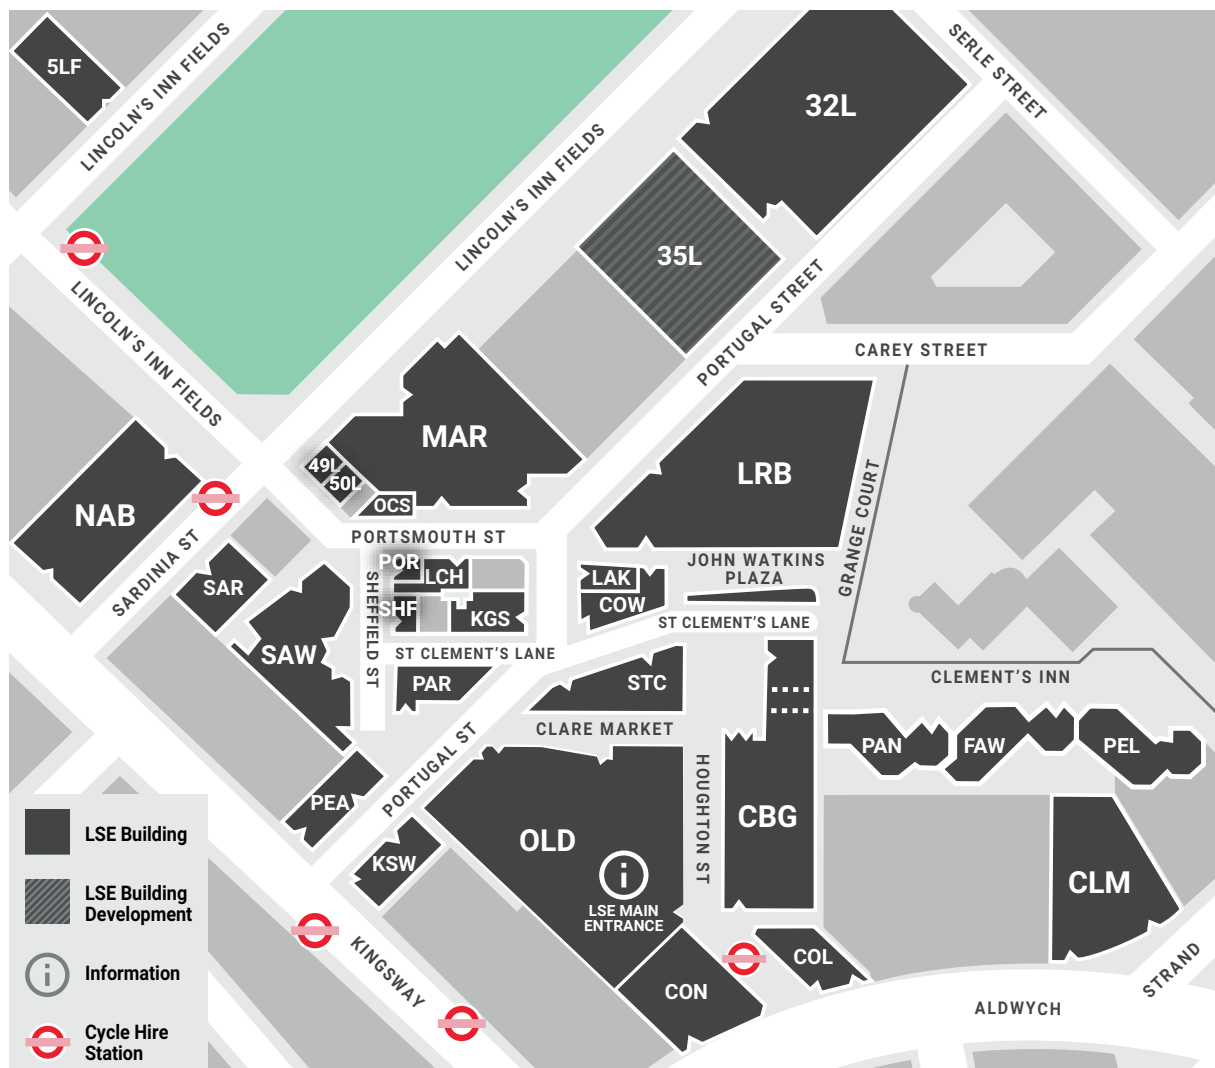 5LF
LINCOLN'S INN FIELDS
SERLE STREET
32L
LINCOLN'S INN FIELDS
35L
LINCOLN'S INN FIELDS
PORTUGAL STREET
CAREY STREET
MAR
49L
50L
OCS
LRB
GRANGE COURT
NAB
SARDINIA ST
PORTSMOUTH ST
POR
LCH
SHEFFIELD ST
SHF
KGS
LAK
COW
JOHN WATKINS
PLAZA
ST CLEMENT'S LANE
SAR
SAW
ST CLEMENT'S LANE
PAR
STC
CLEMENT'S INN
CLARE MARKET
PORTUGAL ST
PAN
FAW
PEL
HOUGHTON ST
PEA
KSW
OLD
CBG
LSE MAIN
ENTRANCE
CLM
COL
CON
KINGSWAY
STRAND
ALDWYCH
LSE Building
LSE Building
Development
Information
Cycle Hire
Station